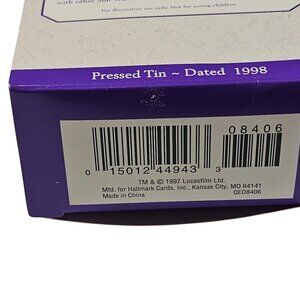 with other Star
For decorative use only. Not for young children
Pressed Tin ~ Dated 1998
08406
0 15012 44943 3
TM & © 1997 Lucasfilm Ltd.
Mfd. for Hallmark Cards, Inc., Kansas City, MO 64141
Made in China
QED8406